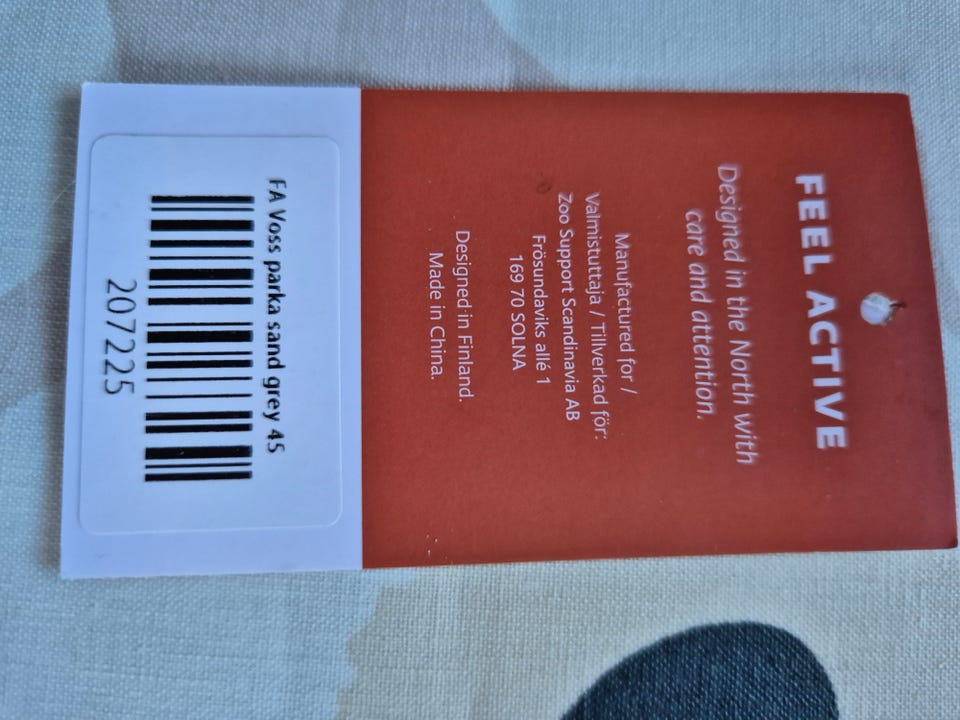 FEEL ACTIVE
Designed in the North with
care and attention.
Manufactured for /
Valmistuttaja / Tillverkad för:
Zoo Support Scandinavia AB
Frösundaviks allé 1
169 70 SOLNA
Designed in Finland.
Made in China.
FA Voss parka sand grey 45
207225